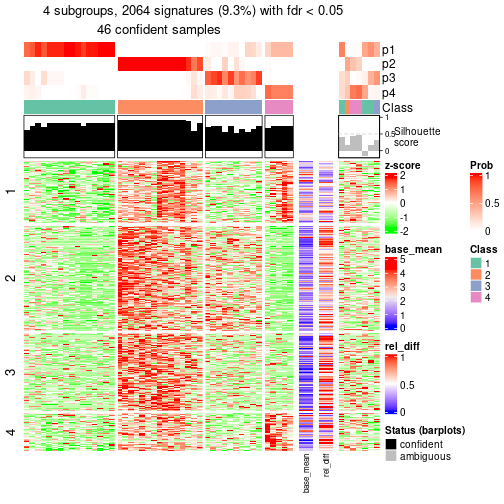 4 subgroups, 2064 signatures (9.3%) with fdr < 0.05
46 confident samples
p1
p2
p3
p4
Class
1
0.5
0
Silhouette
score
1
2
3
4
base_mean
rel_diff
z-score
2
1
0
-1
-2
Prob
1
0.5
0
base_mean
5
4
3
2
1
0
Class
1
2
3
4
rel_diff
1
0.5
0
Status (barplots)
confident
ambiguous